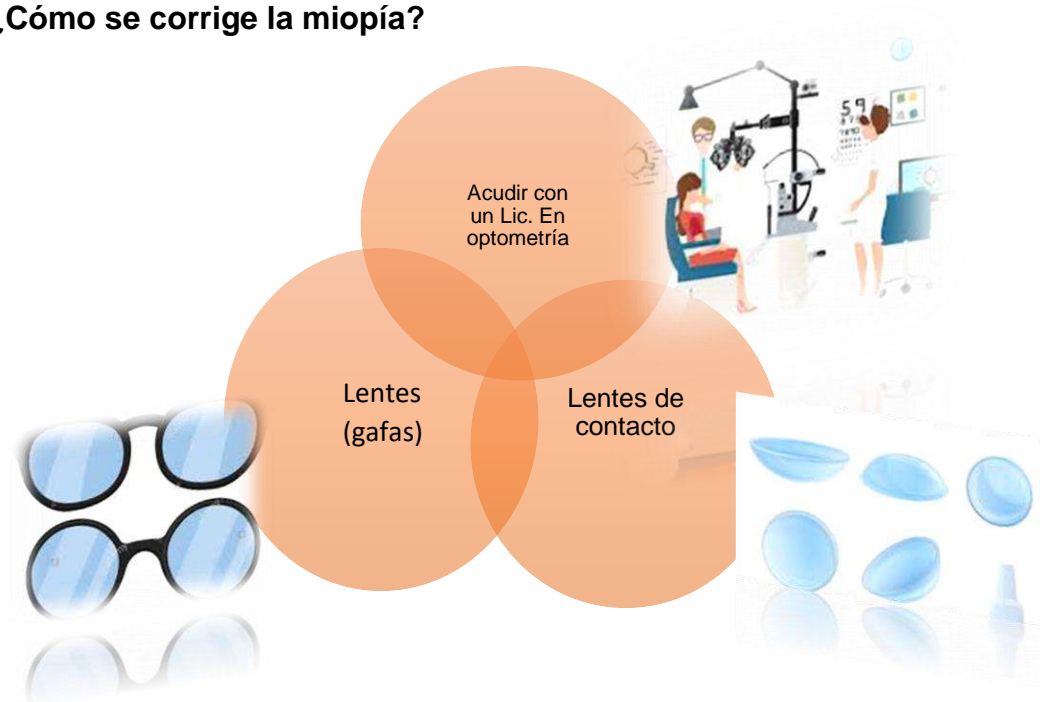 ¿Cómo se corrige la miopía?
Acudir con
un Lic. En
optometría
Lentes
(gafas)
Lentes de
contacto